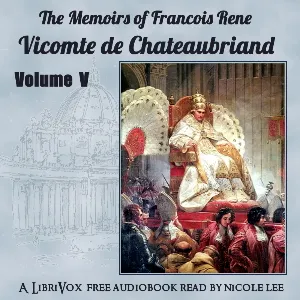 The Memoirs of Francois Rene
Vicomte de Chateaubriand
Volume V
A LIBRIVOX FREE AUDIOBOOK READ BY NICOLE LEE